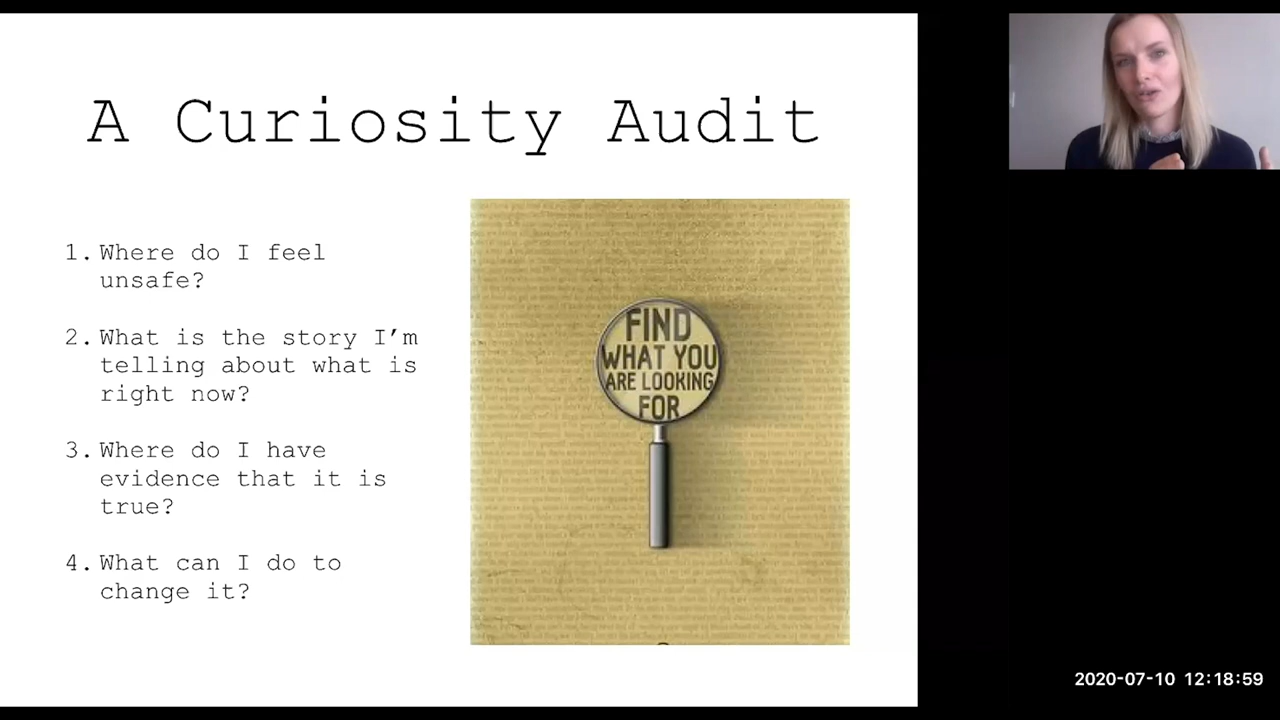 A Curiosity Audit
1. Where do I feel
unsafe?
2. What is the story I’m
telling about what is
right now?
3. Where do I have
evidence that it is
true?
4. What can I do to
change it?
FIND
WHAT YOU
ARE LOOKING
FOR
2020-07-10 12:18:59